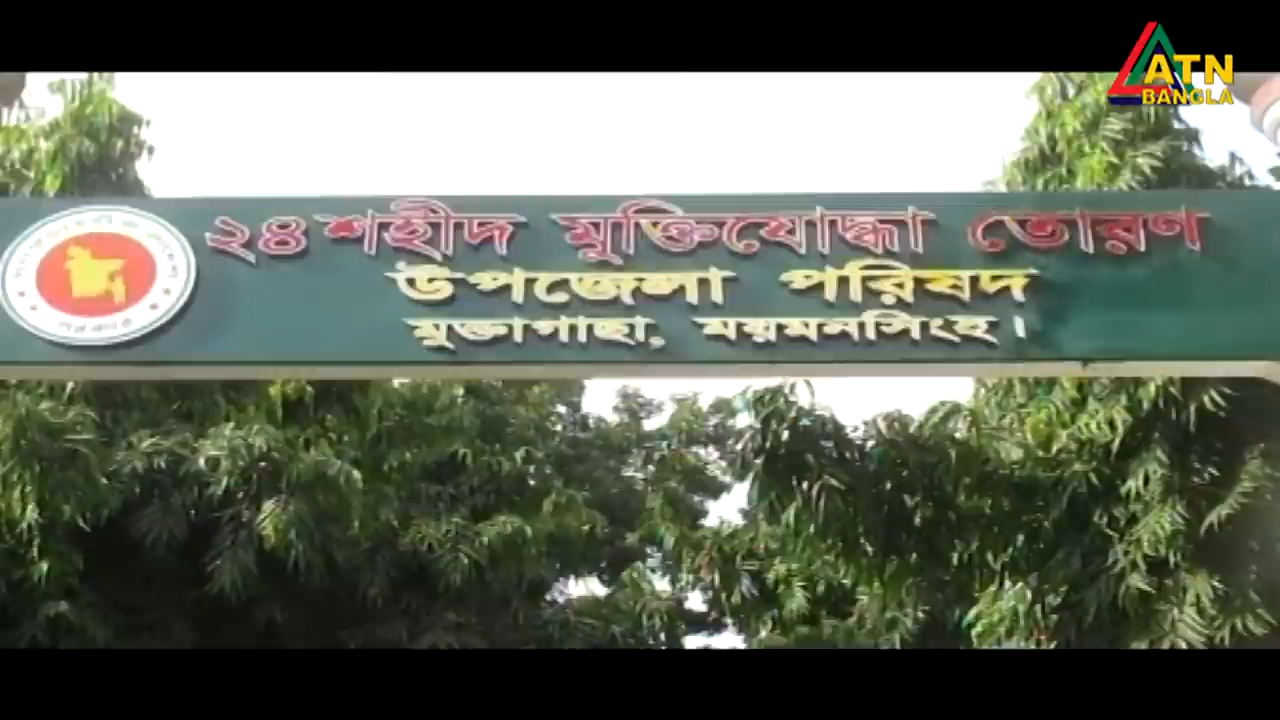 ATN
BANGLA
২৪ শহীদ মুক্তিযোদ্ধা তোরণ
উপজেলা পরিষদ
মুক্তাগাছা, ময়মনসিংহ।